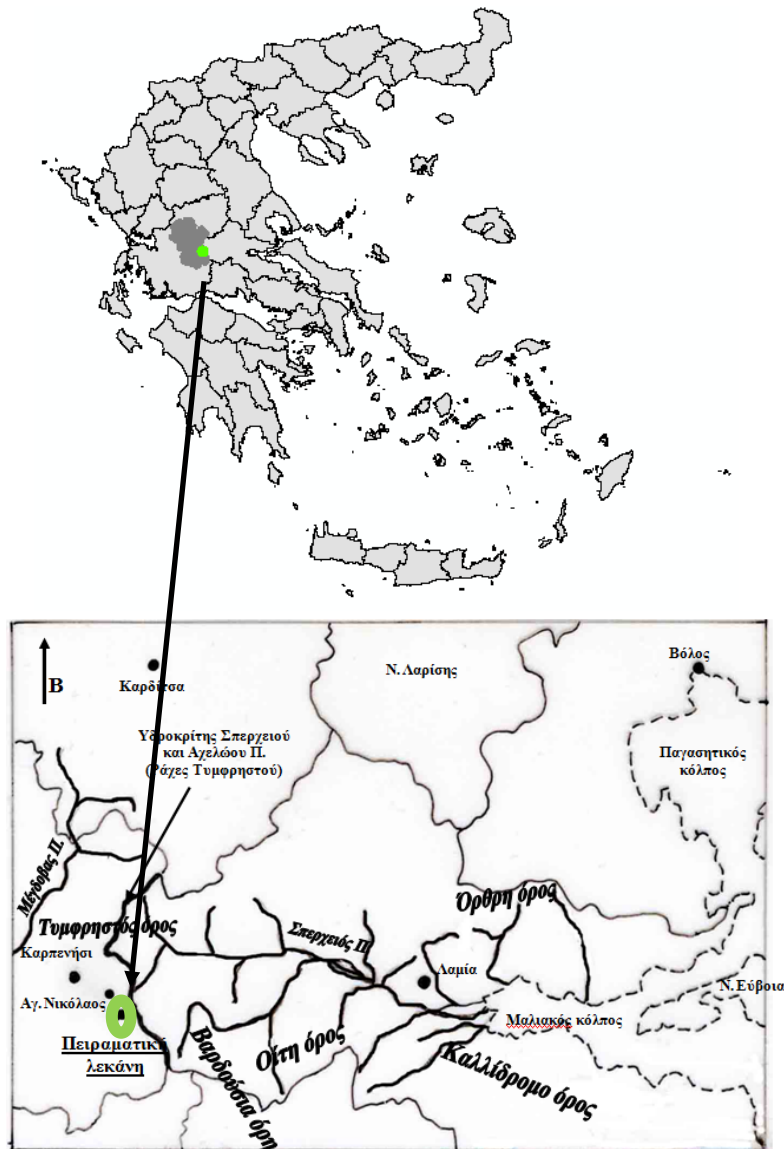 Β
Καρδίτσα
Ν. Λαρίσης
Βόλος
Υδροκρίτης Σπερχειού
και Αχελώου Π.
(Ράχες Τυμφρηστού)
Παγασητικός
κόλπος
Μέγδοβας Π.
Τυμφρηστός όρος
Καρπενήσι
Σπερχειός Π.
Όρθρη όρος
Λαμία
Αγ. Νικόλαος
Ν. Εύβοια
Μαλιακός κόλπος
Πειραματική
λεκάνη
Βαρδούσια όρη
Οίτη όρος
Καλλίδρομο όρος